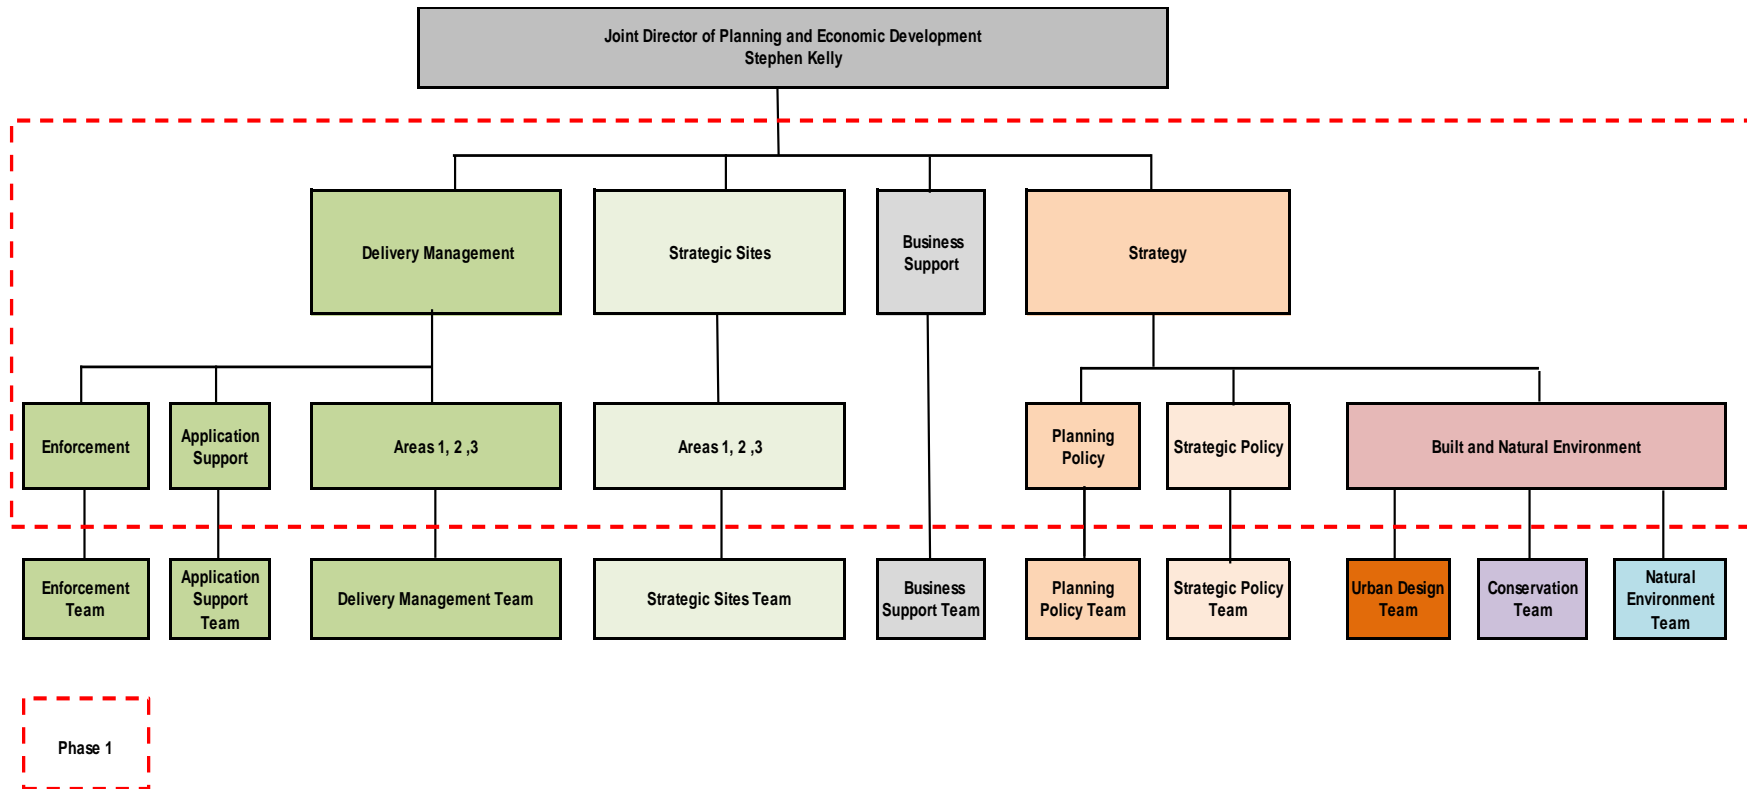 Joint Director of Planning and Economic Development
Stephen Kelly
Delivery Management
Strategic Sites
Business
Support
Strategy
Enforcement
Application
Support
Areas 1, 2 ,3
Areas 1, 2 ,3
Planning
Policy
Strategic Policy
Built and Natural Environment
Enforcement
Team
Application
Support
Team
Delivery Management Team
Strategic Sites Team
Business
Support Team
Planning
Policy Team
Strategic Policy
Team
Urban Design
Team
Conservation
Team
Natural
Environment
Team
Phase 1